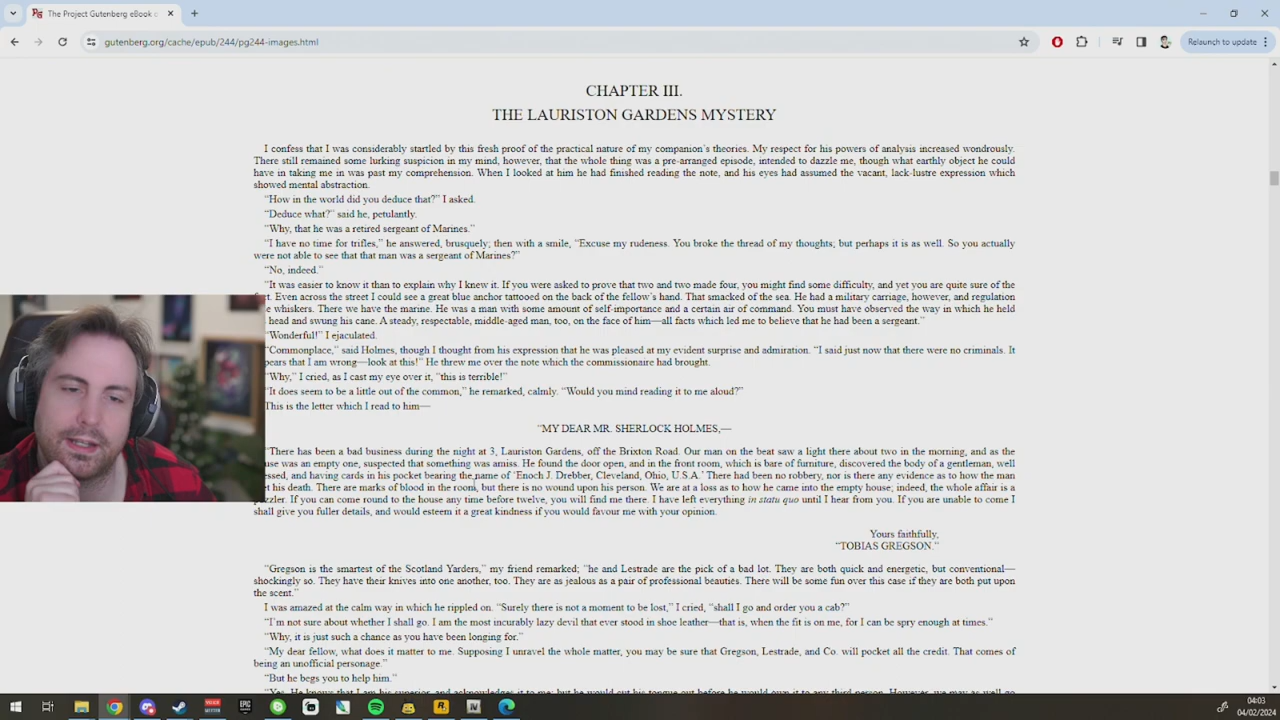 The Project Gutenberg eBook o
gutenberg.org/cache/epub/244/pg244-images.html
Relaunch to update
CHAPTER III.
THE LAURISTON GARDENS MYSTERY
I confess that I was considerably startled by this fresh proof of the practical nature of my companion's theories. My respect for his powers of analysis increased wondrously.
There still remained some lurking suspicion in my mind, however, that the whole thing was a pre-arranged episode, intended to dazzle me, though what earthly object he could
have in taking me in was past my comprehension. When I looked at him he had finished reading the note, and his eyes had assumed the vacant, lack-lustre expression which
showed mental abstraction.
“How in the world did you deduce that?” I asked.
“Deduce what?” said he, petulantly.
“Why, that he was a retired sergeant of Marines.”
“I have no time for trifles,” he answered, brusquely; then with a smile, “Excuse my rudeness. You broke the thread of my thoughts; but perhaps it is as well. So you actually
were not able to see that that man was a sergeant of Marines?”
“No, indeed.”
“It was easier to know it than to explain why I knew it. If you were asked to prove that two and two made four, you might find some difficulty, and yet you are quite sure of the
t. Even across the street I could see a great blue anchor tattooed on the back of the fellow's hand. That smacked of the sea. He had a military carriage, however, and regulation
e whiskers. There we have the marine. He was a man with some amount of self-importance and a certain air of command. You must have observed the way in which he held
head and swung his cane. A steady, respectable, middle-aged man, too, on the face of him—all facts which led me to believe that he had been a sergeant.”
“Wonderful!” I ejaculated.
“Commonplace,” said Holmes, though I thought from his expression that he was pleased at my evident surprise and admiration. “I said just now that there were no criminals. It
pears that I am wrong—look at this!” He threw me over the note which the commissionaire had brought.
“Why,” I cried, as I cast my eye over it, “this is terrible!”
“It does seem to be a little out of the common,” he remarked, calmly. “Would you mind reading it to me aloud?”
This is the letter which I read to him—
“MY DEAR MR. SHERLOCK HOLMES,—
“There has been a bad business during the night at 3, Lauriston Gardens, off the Brixton Road. Our man on the beat saw a light there about two in the morning, and as the
use was an empty one, suspected that something was amiss. He found the door open, and in the front room, which is bare of furniture, discovered the body of a gentleman, well
essed, and having cards in his pocket bearing the name of ‘Enoch J. Drebber, Cleveland, Ohio, U.S.A.’ There had been no robbery, nor is there any evidence as to how the man
et his death. There are marks of blood in the room, but there is no wound upon his person. We are at a loss as to how he came into the empty house; indeed, the whole affair is a
zzler. If you can come round to the house any time before twelve, you will find me there. I have left everything in statu quo until I hear from you. If you are unable to come I
shall give you fuller details, and would esteem it a great kindness if you would favour me with your opinion.
Yours faithfully,
“TOBIAS GREGSON.”
“Gregson is the smartest of the Scotland Yarders,” my friend remarked; “he and Lestrade are the pick of a bad lot. They are both quick and energetic, but conventional—
shockingly so. They have their knives into one another, too. They are as jealous as a pair of professional beauties. There will be some fun over this case if they are both put upon
the scent.”
I was amazed at the calm way in which he rippled on. “Surely there is not a moment to be lost,” I cried, “shall I go and order you a cab?”
“I'm not sure about whether I shall go. I am the most incurably lazy devil that ever stood in shoe leather—that is, when the fit is on me, for I can be spry enough at times.”
“Why, it is just such a chance as you have been longing for.”
“My dear fellow, what does it matter to me. Supposing I unravel the whole matter, you may be sure that Gregson, Lestrade, and Co. will pocket all the credit. That comes of
being an unofficial personage.”
“But he begs you to help him.”
“Yes. He knows that I am his superior, and acknowledges it to me; but he would cut his tongue out before he would own it to any third person. However, we may as well go
04:03
04/02/2024